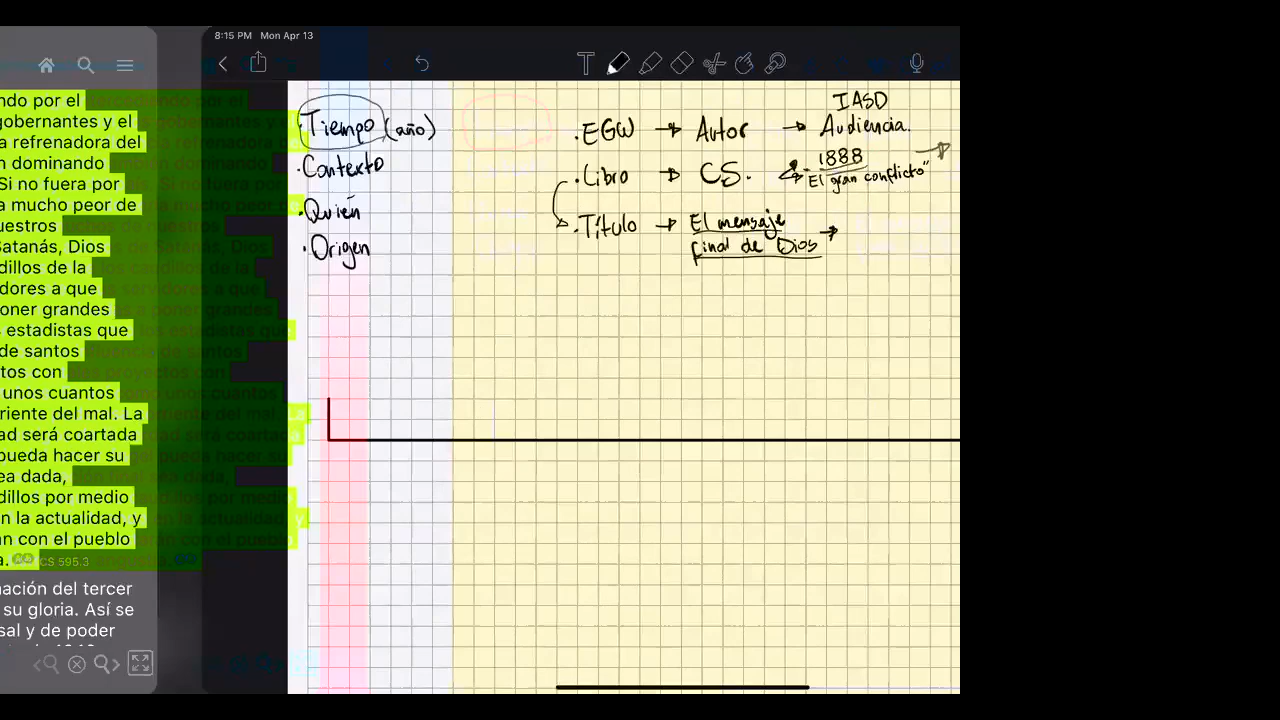 8:15 PM Mon Apr 13
ndo por el
gobernantes y el
a refrenadora del
n dominando
Si no fuera por
a mucho peor de
uestros
Satanás, Dios
dillos de la
dores a que
oner grandes
s estadistas que
de santos
tos con
unos cuantos
rriente del mal. La
ad será coartada
pueda hacer su
ea dada,
dillos por medio
n la actualidad, y
an con el pueblo
a. CS 595.3
nación del tercer
su gloria. Así se
sal y de poder
· Tiempo (año)
· Contexto
· Quién
· Origen
IASD
· EGW → Autor → Audiencia.
- 1888
· Libro → CS. "El gran conflicto"
· Título → El mensaje
final de Dios →